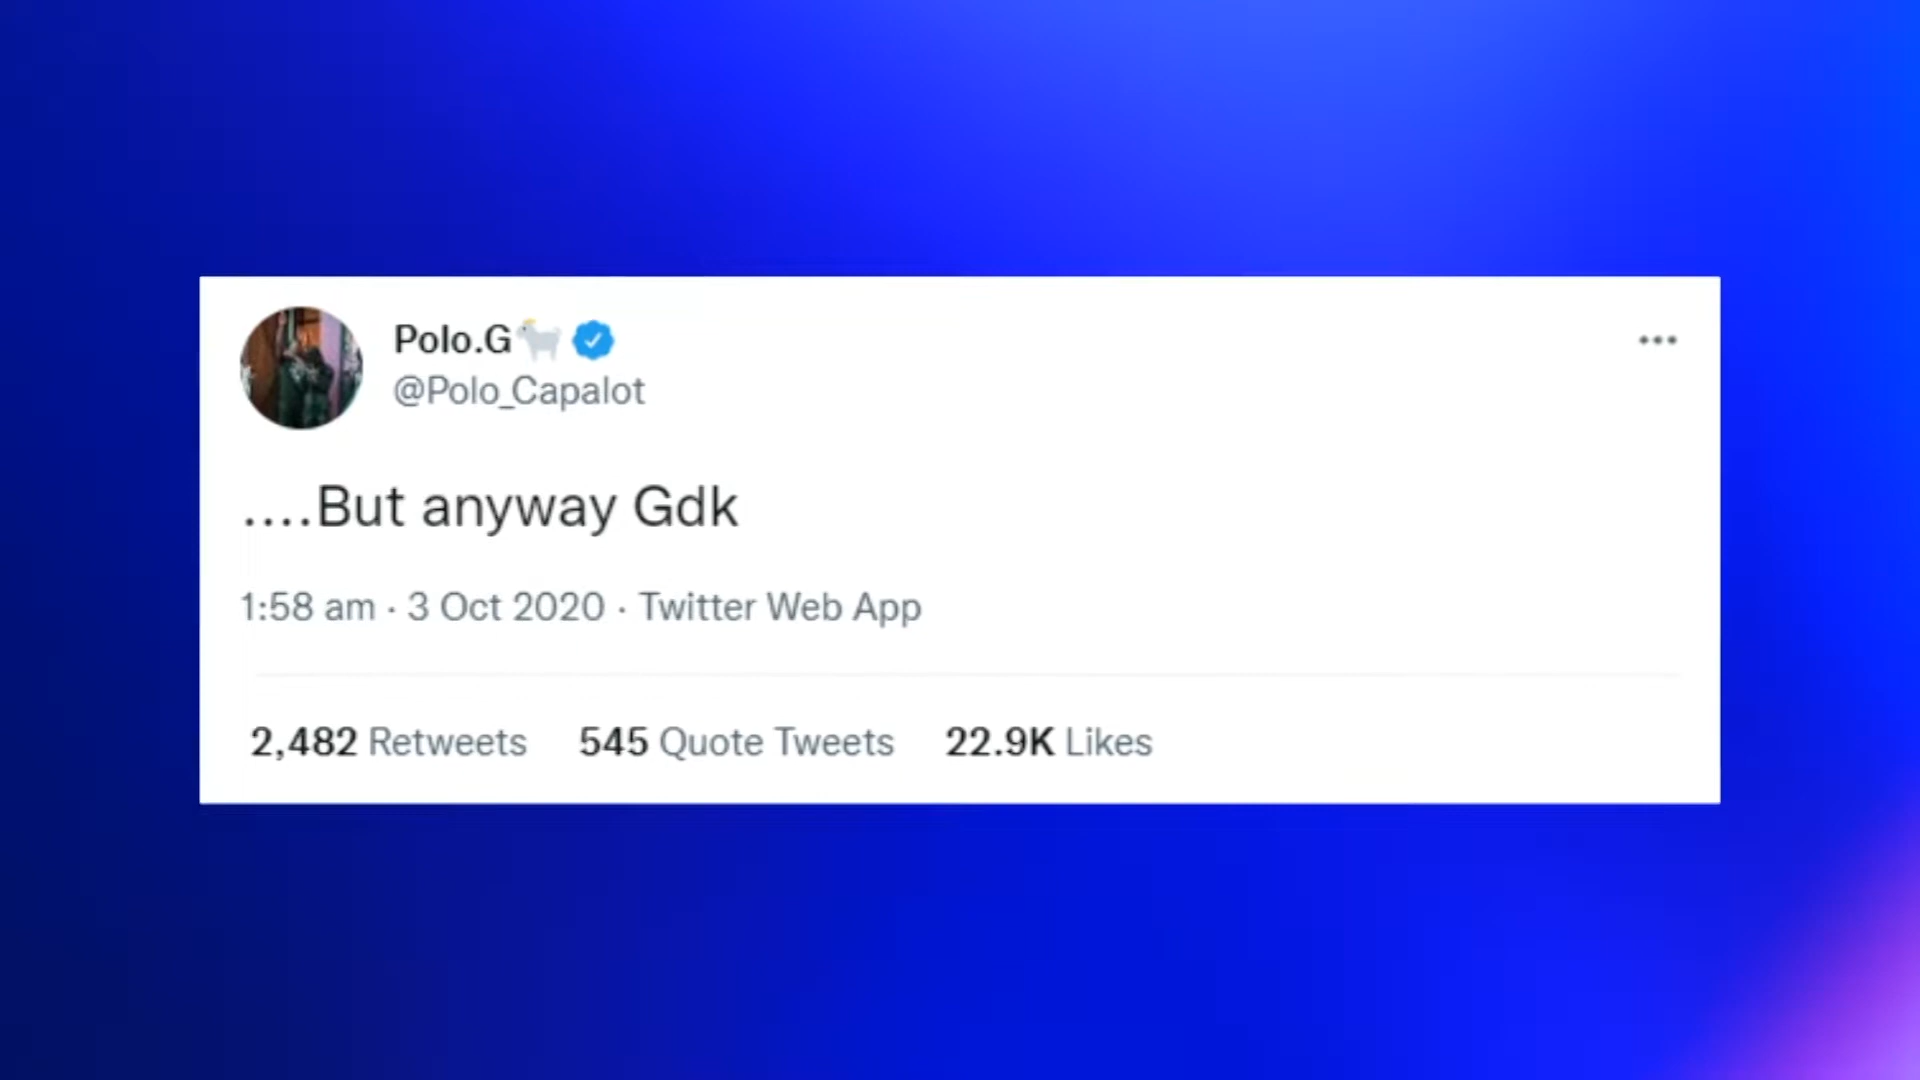 Polo.G🐐
@Polo_Capalot
....But anyway Gdk
1:58 am · 3 Oct 2020 · Twitter Web App
2,482 Retweets 545 Quote Tweets 22.9K Likes